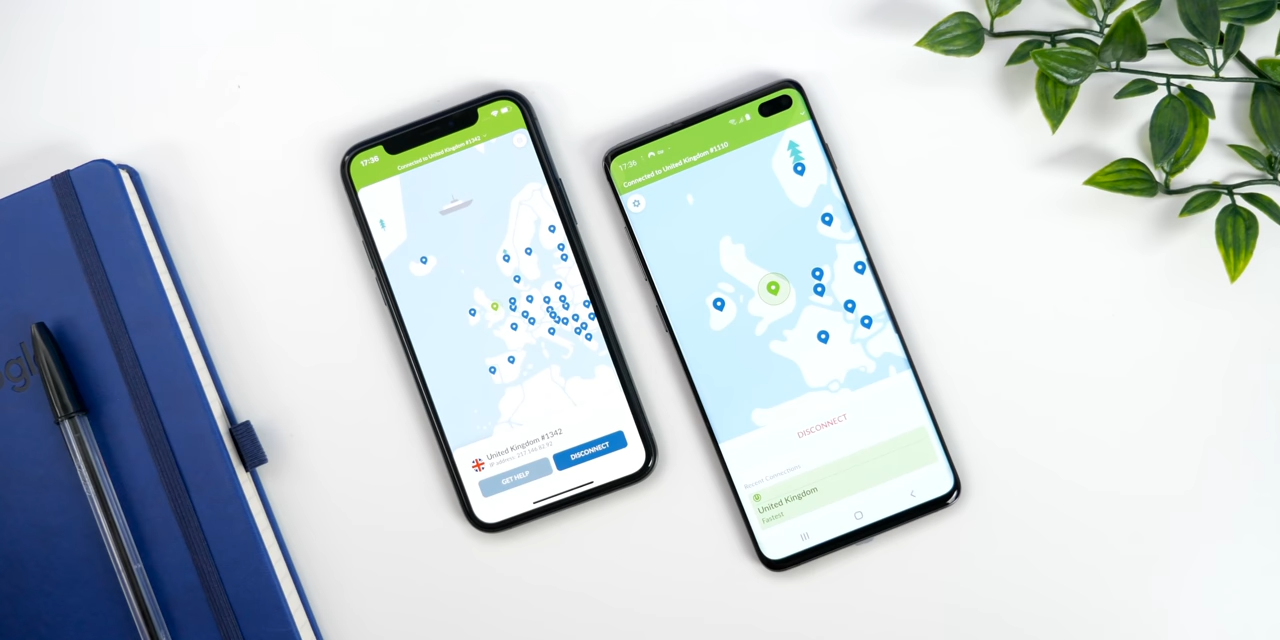 17:36
Connected to United Kingdom #1342
United Kingdom #1342
GET HELP
DISCONNECT
17:36
Connected to United Kingdom #1110
DISCONNECT
Recent Connections
United Kingdom
Fastest